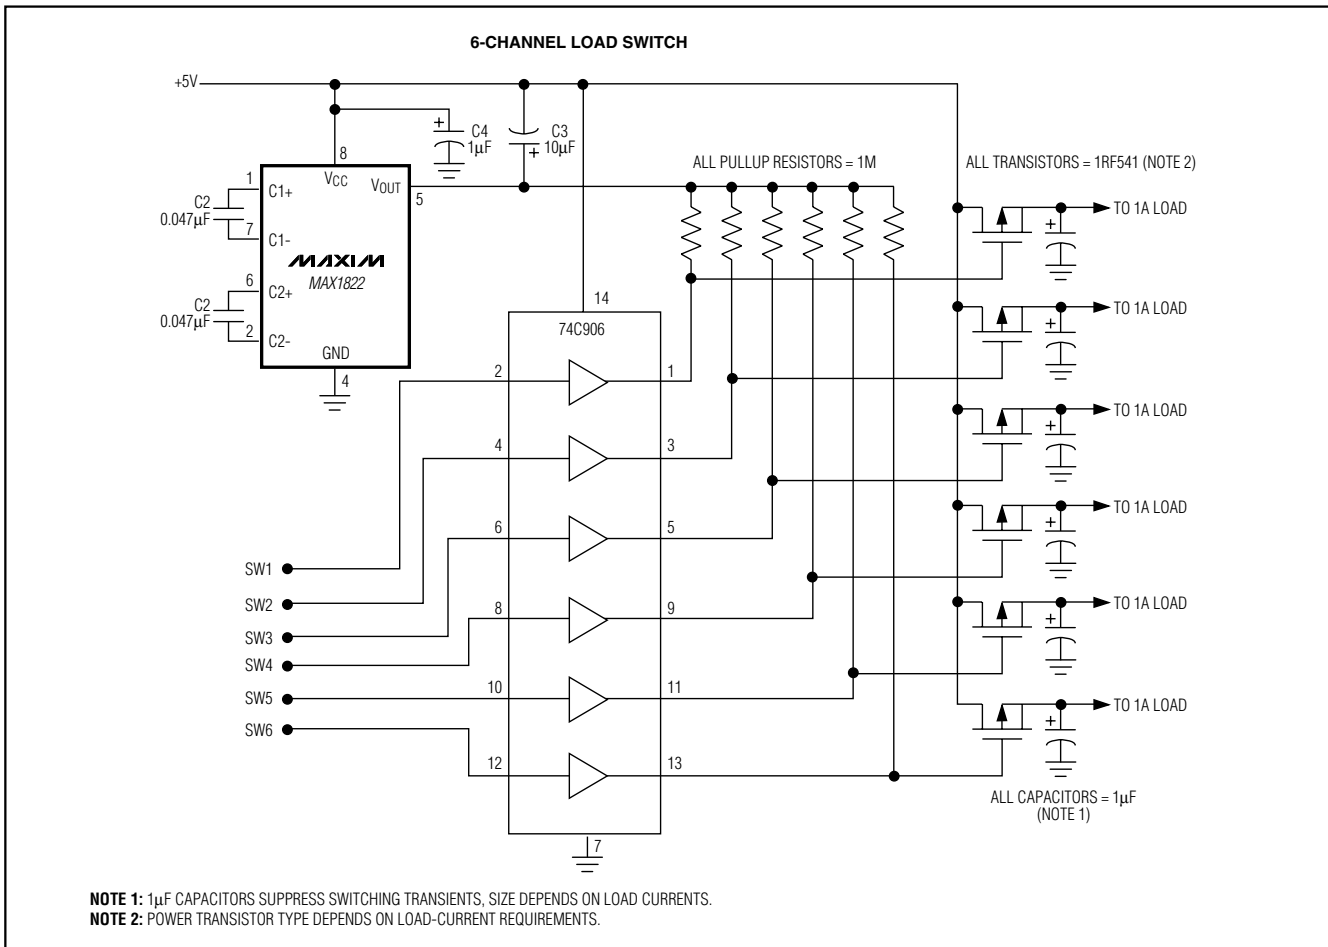 6-CHANNEL LOAD SWITCH
+5V
C4
1µF
C3
10µF
8
VCC
VOUT
5
1
C1+
C2
0.047µF
7
C1-
MAXIM
MAX1822
6
C2+
C2
0.047µF
2
C2-
GND
4
ALL PULLUP RESISTORS = 1M
ALL TRANSISTORS = 1RF541 (NOTE 2)
TO 1A LOAD
TO 1A LOAD
TO 1A LOAD
TO 1A LOAD
TO 1A LOAD
TO 1A LOAD
+
+
+
+
+
+
+
+
14
74C906
2
1
4
3
6
5
8
9
10
11
12
13
7
SW1
SW2
SW3
SW4
SW5
SW6
ALL CAPACITORS = 1µF
(NOTE 1)
NOTE 1: 1µF CAPACITORS SUPPRESS SWITCHING TRANSIENTS, SIZE DEPENDS ON LOAD CURRENTS.
NOTE 2: POWER TRANSISTOR TYPE DEPENDS ON LOAD-CURRENT REQUIREMENTS.